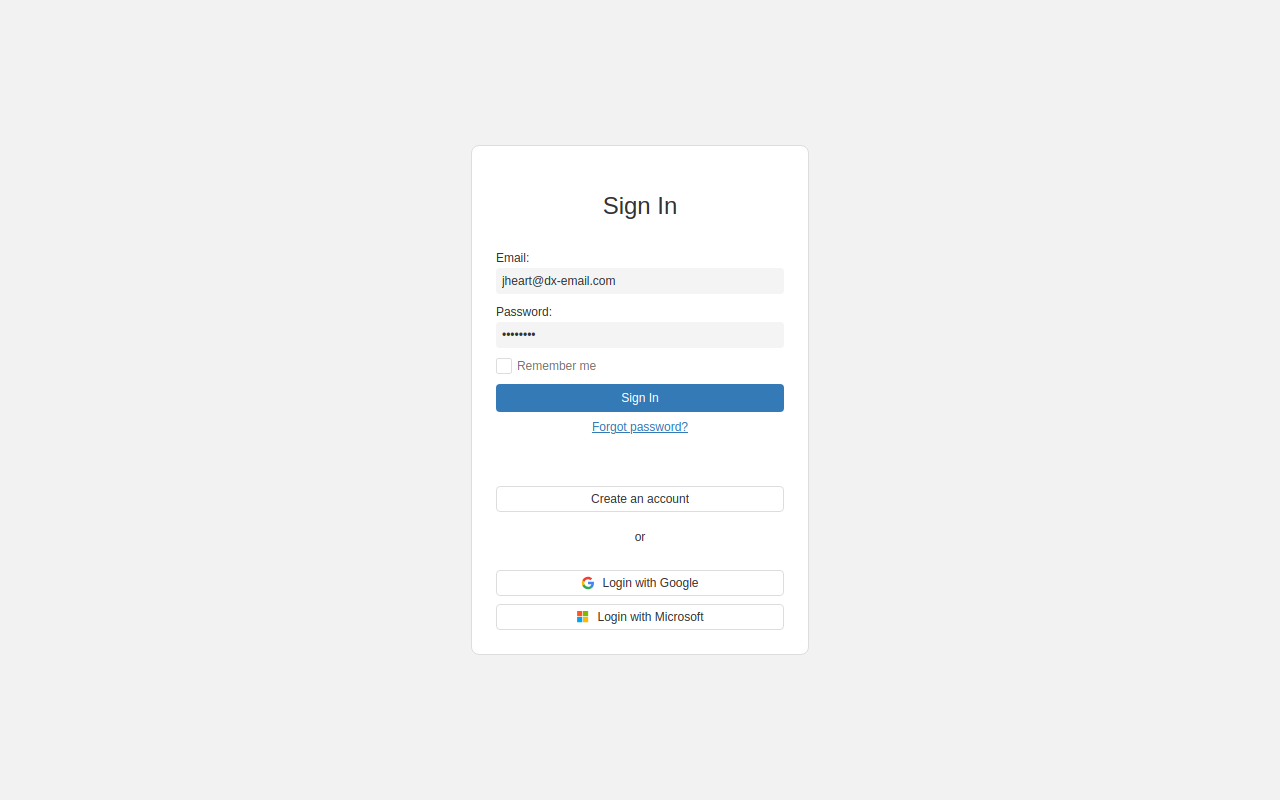 Sign In
Email:
jheart@dx-email.com
Password:
••••••••
Remember me
Sign In
Forgot password?
Create an account
or
Login with Google
Login with Microsoft